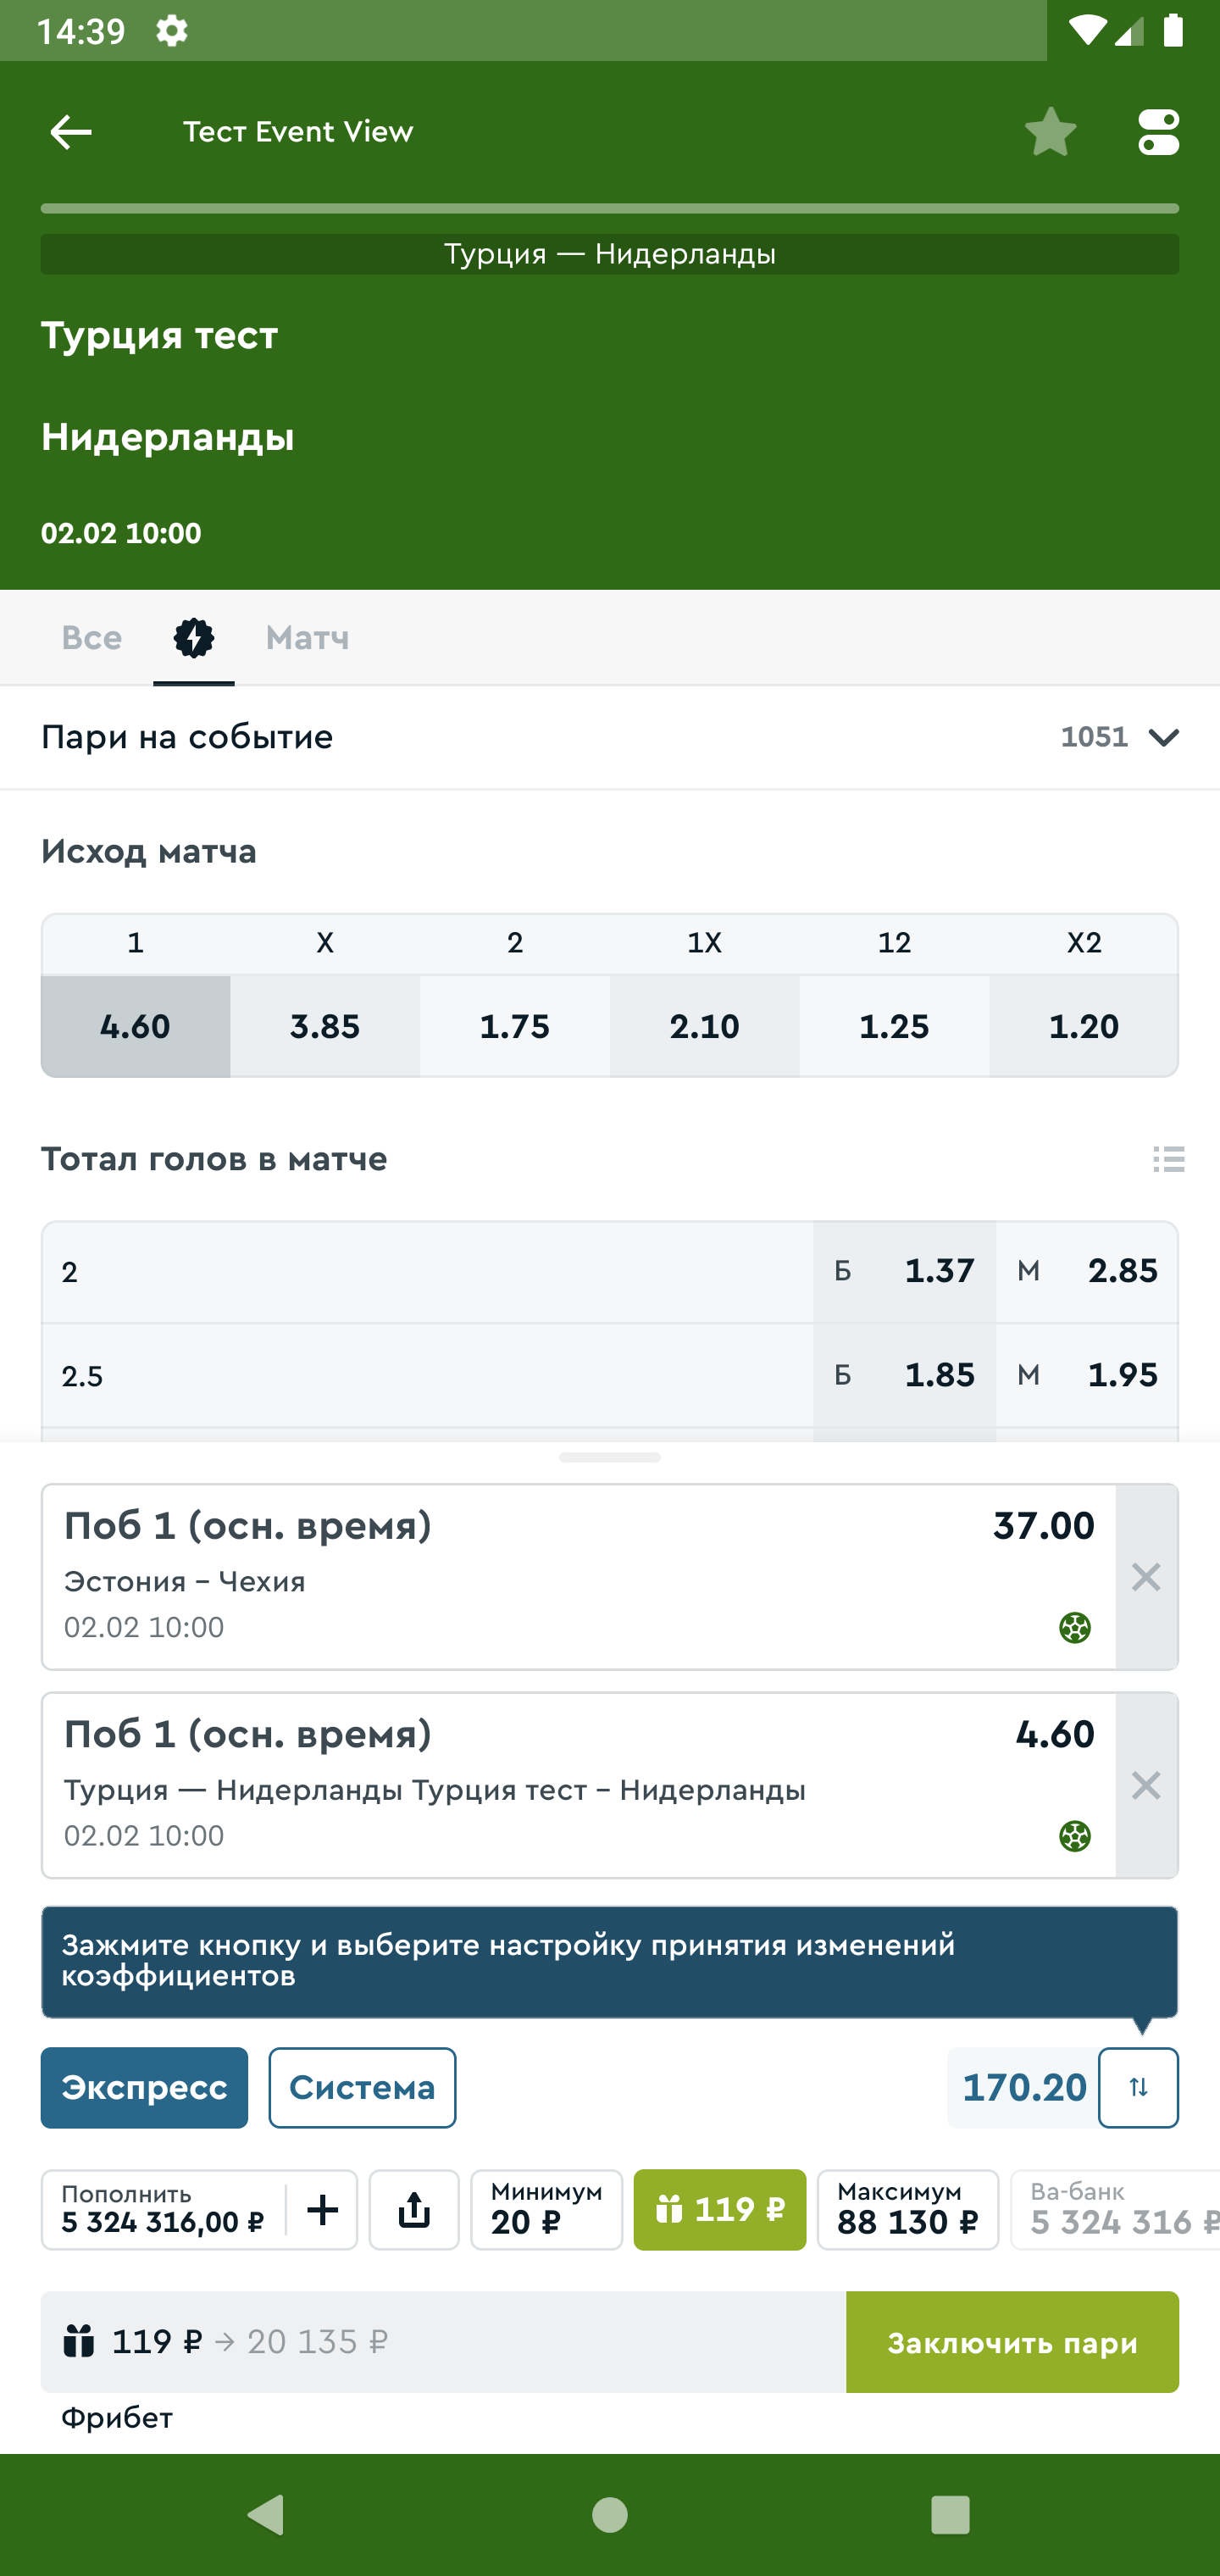 14:39
Тест Event View
Турция — Нидерланды
Турция тест
Нидерланды
02.02 10:00
Все
Матч
Пари на событие 1051
Исход матча
1 X 2 1X 12 X2
4.60 3.85 1.75 2.10 1.25 1.20
Тотал голов в матче
2 Б 1.37 М 2.85
2.5 Б 1.85 М 1.95
Поб 1 (осн. время) 37.00
Эстония – Чехия
02.02 10:00
Поб 1 (осн. время) 4.60
Турция — Нидерланды Турция тест – Нидерланды
02.02 10:00
Зажмите кнопку и выберите настройку принятия изменений
коэффициентов
Экспресс Система 170.20
Пополнить Минимум Максимум Ва-банк
5 324 316,00 ₽ 20 ₽ 119 ₽ 88 130 ₽ 5 324 316 ₽
119 ₽ → 20 135 ₽ Заключить пари
Фрибет